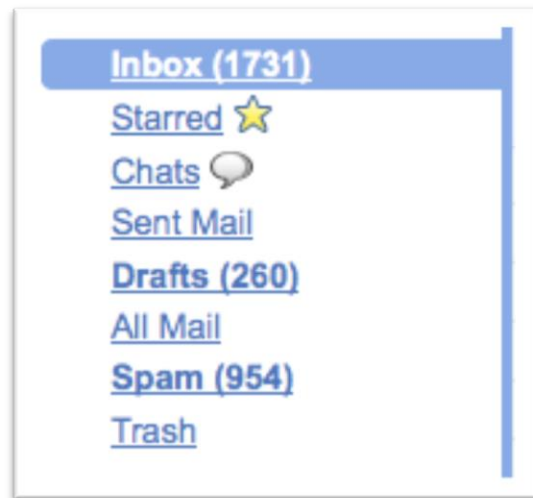 Inbox (1731)
Starred
Chats
Sent Mail
Drafts (260)
All Mail
Spam (954)
Trash